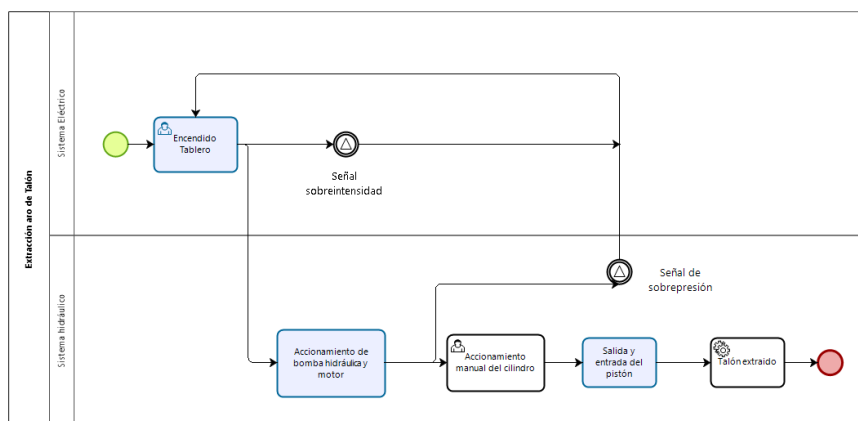 Extracción aro de Talón
Sistema Eléctrico
Encendido
Tablero
Señal
sobreintensidad
Sistema hidráulico
Señal de
sobrepresión
Accionamiento de
bomba hidráulica y
motor
Accionamiento
manual del cilindro
Salida y
entrada del
pistón
Talón extraido